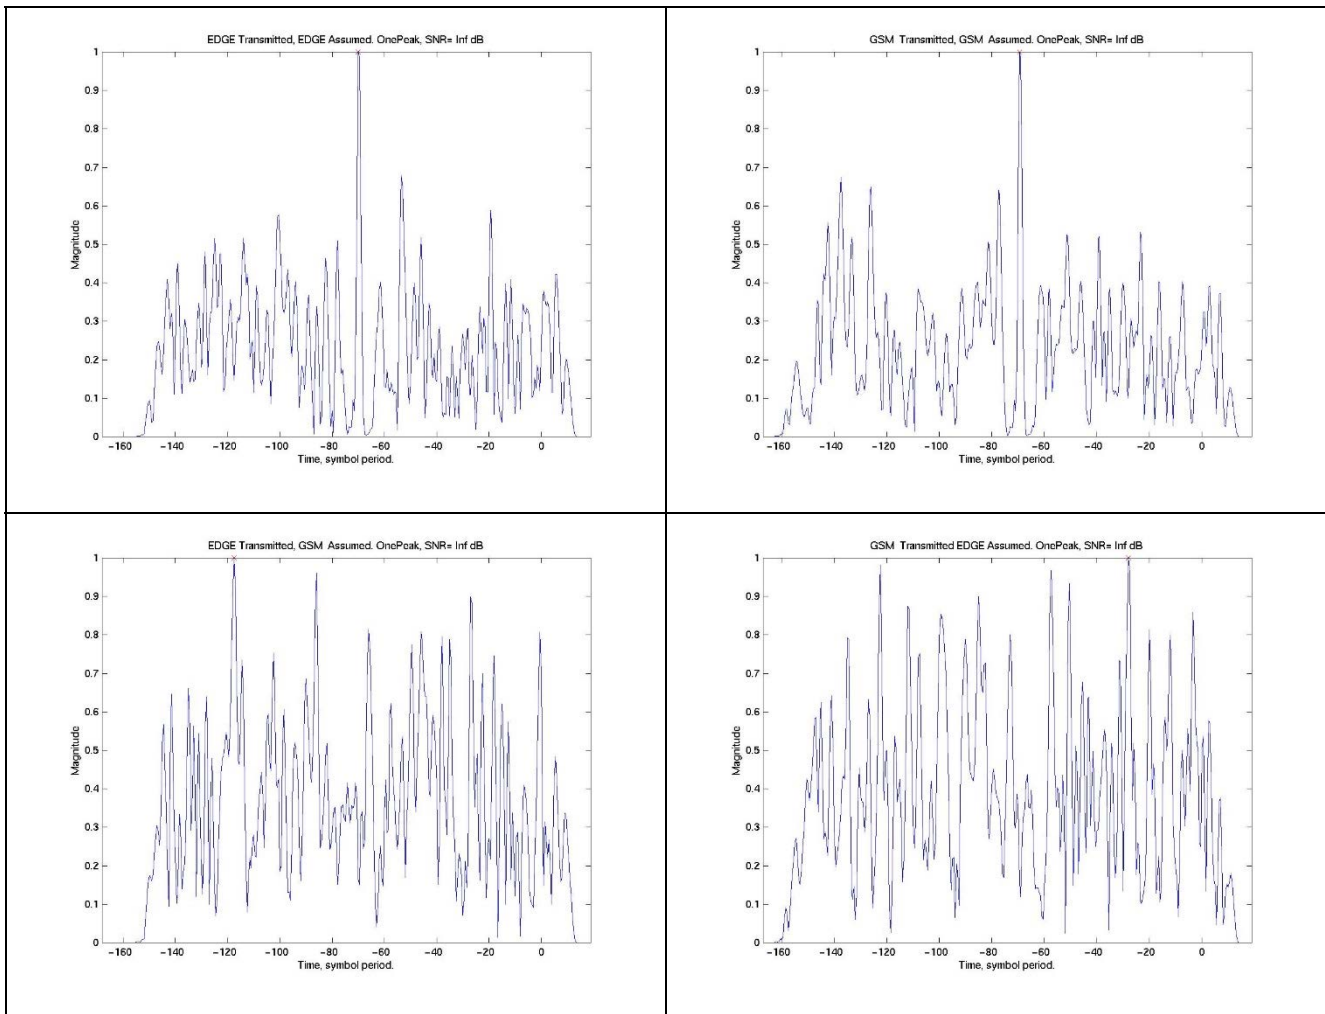 EDGE Transmitted, EDGE Assumed. OnePeak, SNR= Inf dB
1
0.9
0.8
0.7
0.6
0.5
0.4
0.3
0.2
0.1
0
Magnitude
−160 −140 −120 −100 −80 −60 −40 −20 0
Time, symbol period.
GSM Transmitted, GSM Assumed. OnePeak, SNR= Inf dB
1
0.9
0.8
0.7
0.6
0.5
0.4
0.3
0.2
0.1
0
Magnitude
−160 −140 −120 −100 −80 −60 −40 −20 0
Time, symbol period.
EDGE Transmitted, GSM Assumed. OnePeak, SNR= Inf dB
1
0.9
0.8
0.7
0.6
0.5
0.4
0.3
0.2
0.1
0
Magnitude
−160 −140 −120 −100 −80 −60 −40 −20 0
Time, symbol period.
GSM Transmitted EDGE Assumed. OnePeak, SNR= Inf dB
1
0.9
0.8
0.7
0.6
0.5
0.4
0.3
0.2
0.1
0
Magnitude
−160 −140 −120 −100 −80 −60 −40 −20 0
Time, symbol period.